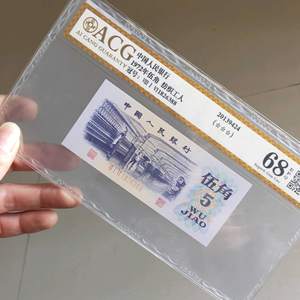 ACG
AI CANG GUARANTY
中国人民银行
1972年伍角 纺织工人
20139424
68
中国人民银行
伍角
5
WU
JIAO